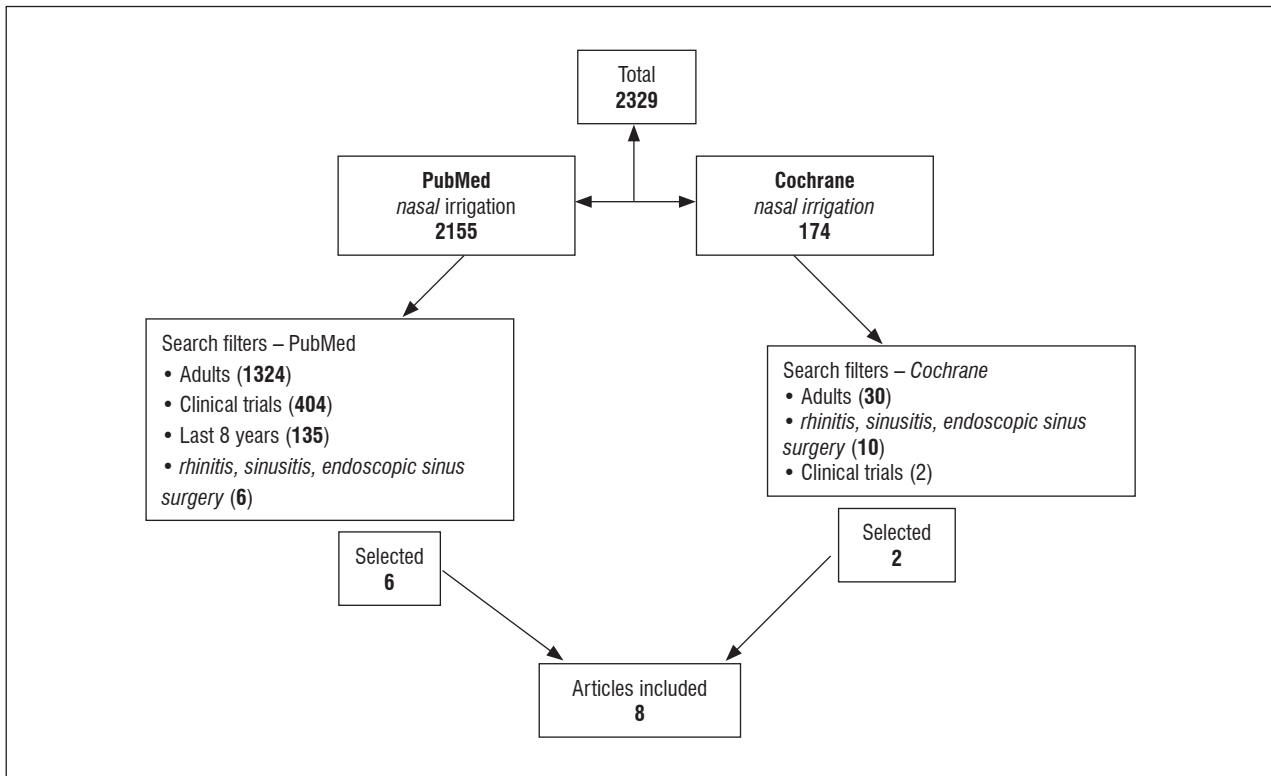 Total
2329
PubMed
nasal irrigation
2155
Cochrane
nasal irrigation
174
Search filters – PubMed
• Adults (1324)
• Clinical trials (404)
• Last 8 years (135)
• rhinitis, sinusitis, endoscopic sinus
surgery (6)
Search filters – Cochrane
• Adults (30)
• rhinitis, sinusitis, endoscopic sinus
surgery (10)
• Clinical trials (2)
Selected
6
Selected
2
Articles included
8